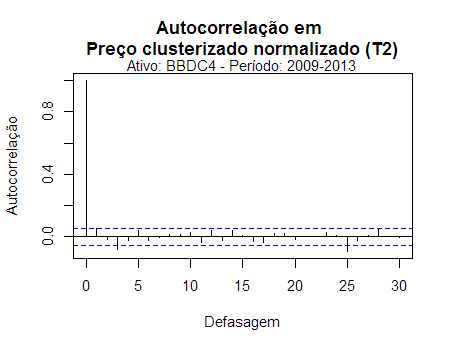 Autocorrelação em
Preço clusterizado normalizado (T2)
Ativo: BBDC4 - Período: 2009-2013
Autocorrelação
0.8
0.4
0.0
0 5 10 15 20 25 30
Defasagem